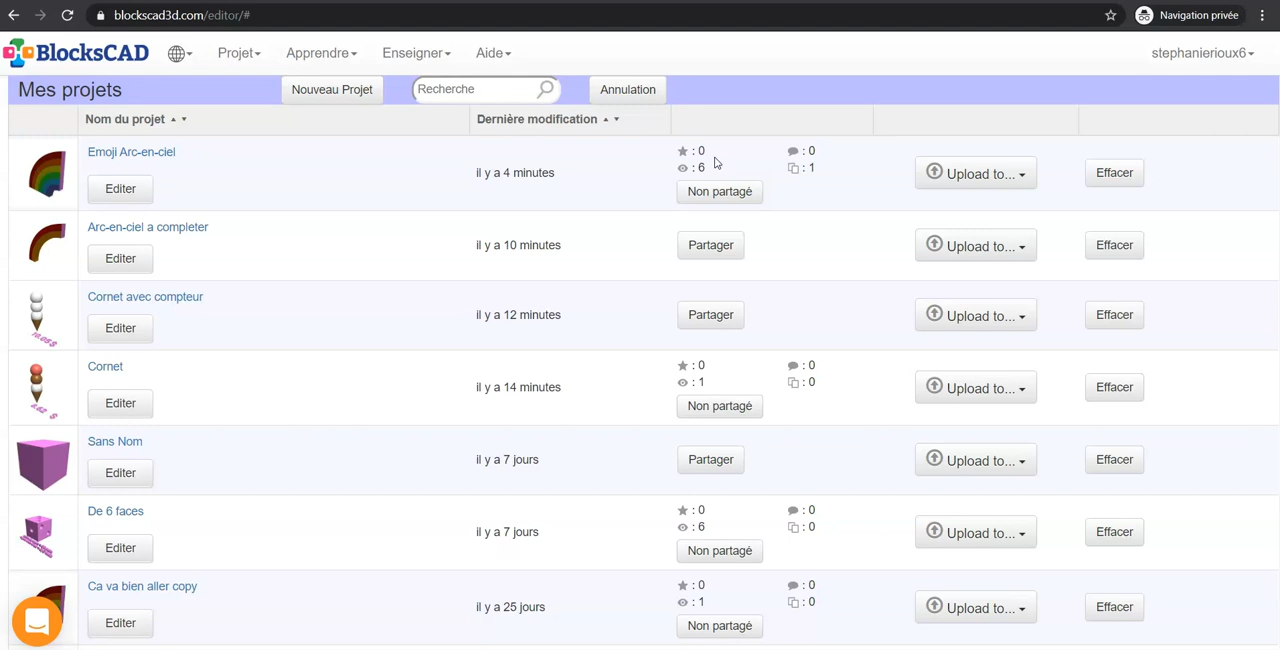 blockscad3d.com/editor/#
Navigation privée
BlocksCAD Projet Apprendre Enseigner Aide stephanierioux6
Mes projets Nouveau Projet Recherche Annulation
Nom du projet Dernière modification
Emoji Arc-en-ciel
Editer
il y a 4 minutes
: 0 : 0
: 6 : 1
Non partagé
Upload to...
Effacer
Arc-en-ciel a completer
Editer
il y a 10 minutes
Partager
Upload to...
Effacer
Cornet avec compteur
Editer
il y a 12 minutes
Partager
Upload to...
Effacer
Cornet
Editer
il y a 14 minutes
: 0 : 0
: 1 : 0
Non partagé
Upload to...
Effacer
Sans Nom
Editer
il y a 7 jours
Partager
Upload to...
Effacer
De 6 faces
Editer
il y a 7 jours
: 0 : 0
: 6 : 0
Non partagé
Upload to...
Effacer
Ca va bien aller copy
Editer
il y a 25 jours
: 0 : 0
: 1 : 0
Non partagé
Upload to...
Effacer